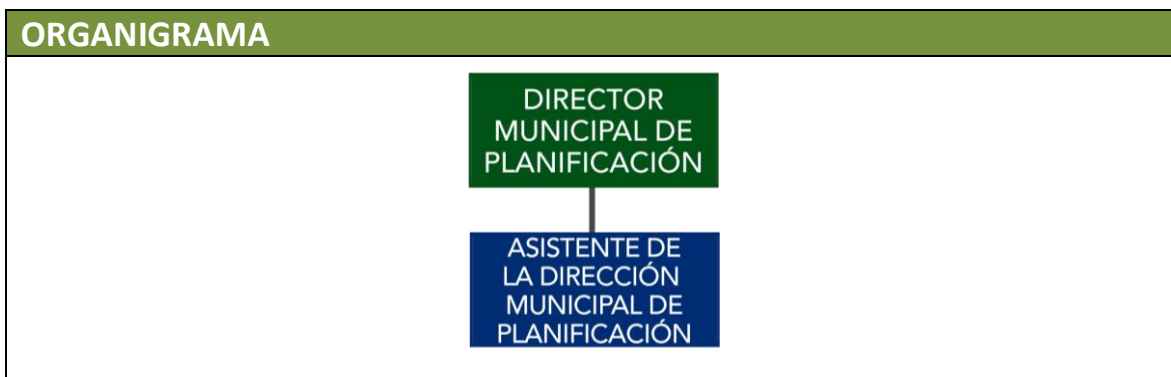 ORGANIGRAMA
DIRECTOR
MUNICIPAL DE
PLANIFICACIÓN
ASISTENTE DE
LA DIRECCIÓN
MUNICIPAL DE
PLANIFICACIÓN